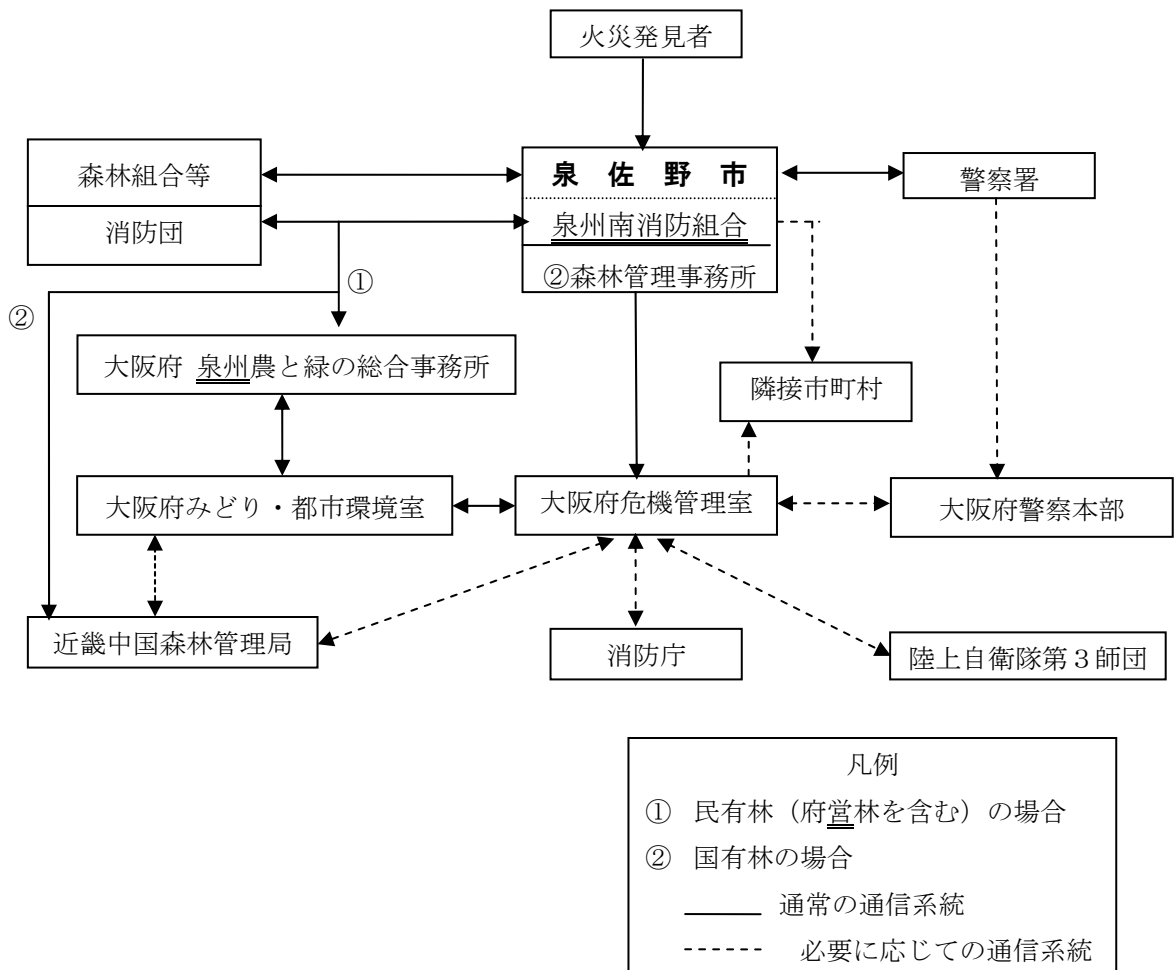 火災発見者
森林組合等
消防団
泉 佐 野 市
泉州南消防組合
②森林管理事務所
警察署
①
②
大阪府 泉州農と緑の総合事務所
隣接市町村
大阪府みどり・都市環境室
大阪府危機管理室
大阪府警察本部
近畿中国森林管理局
消防庁
陸上自衛隊第３師団
凡例
① 民有林（府営林を含む）の場合
② 国有林の場合
通常の通信系統
必要に応じての通信系統